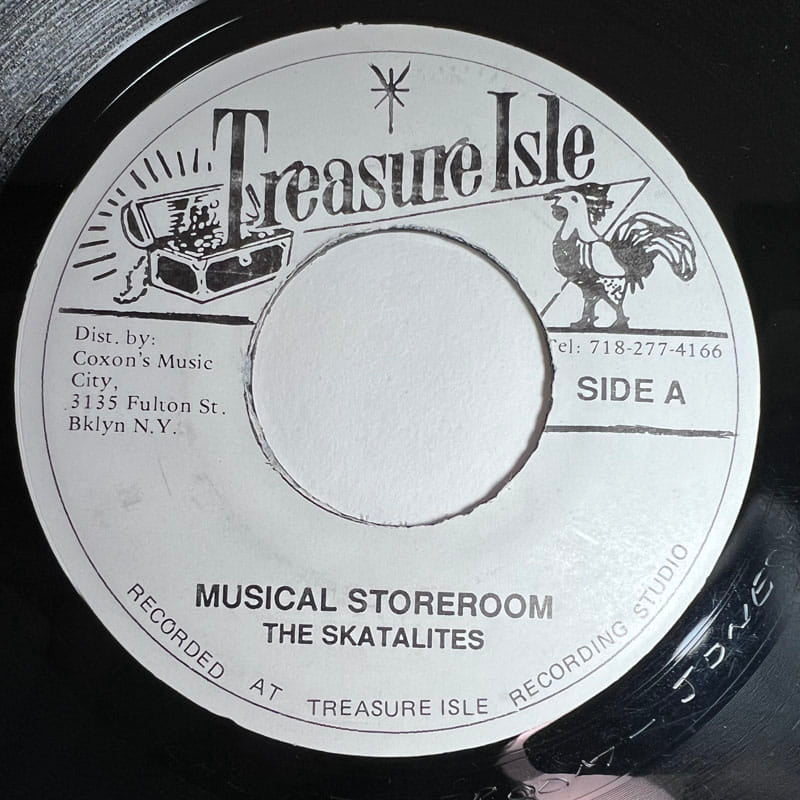 Treasure Isle
Dist. by:
Coxon's Music
City,
3135 Fulton St.
Bklyn N.Y.
Tel: 718-277-4166
SIDE A
MUSICAL STOREROOM
THE SKATALITES
RECORDED AT TREASURE ISLE RECORDING STUDIO